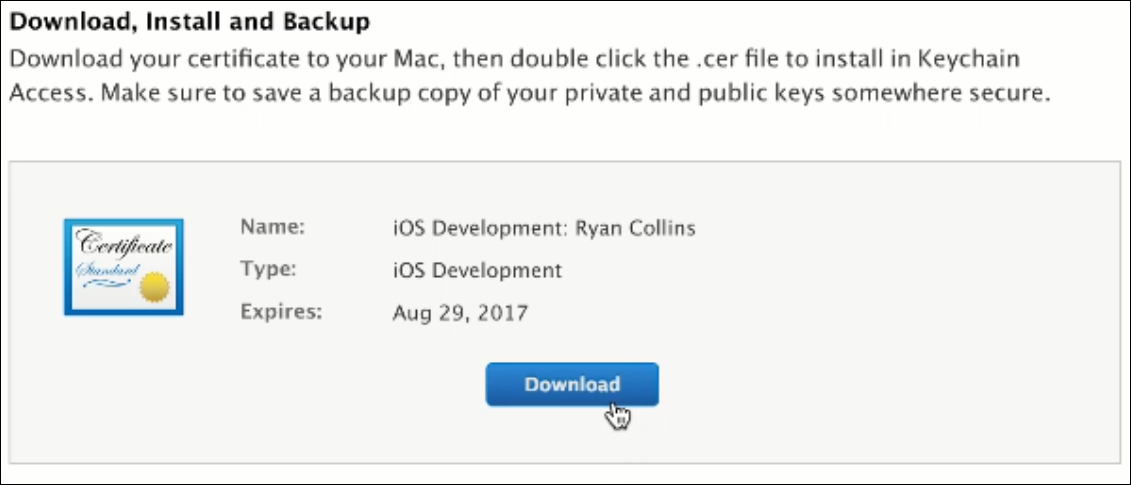 Download, Install and Backup
Download your certificate to your Mac, then double click the .cer file to install in Keychain
Access. Make sure to save a backup copy of your private and public keys somewhere secure.
Certificate
Standard
Name: iOS Development: Ryan Collins
Type: iOS Development
Expires: Aug 29, 2017
Download